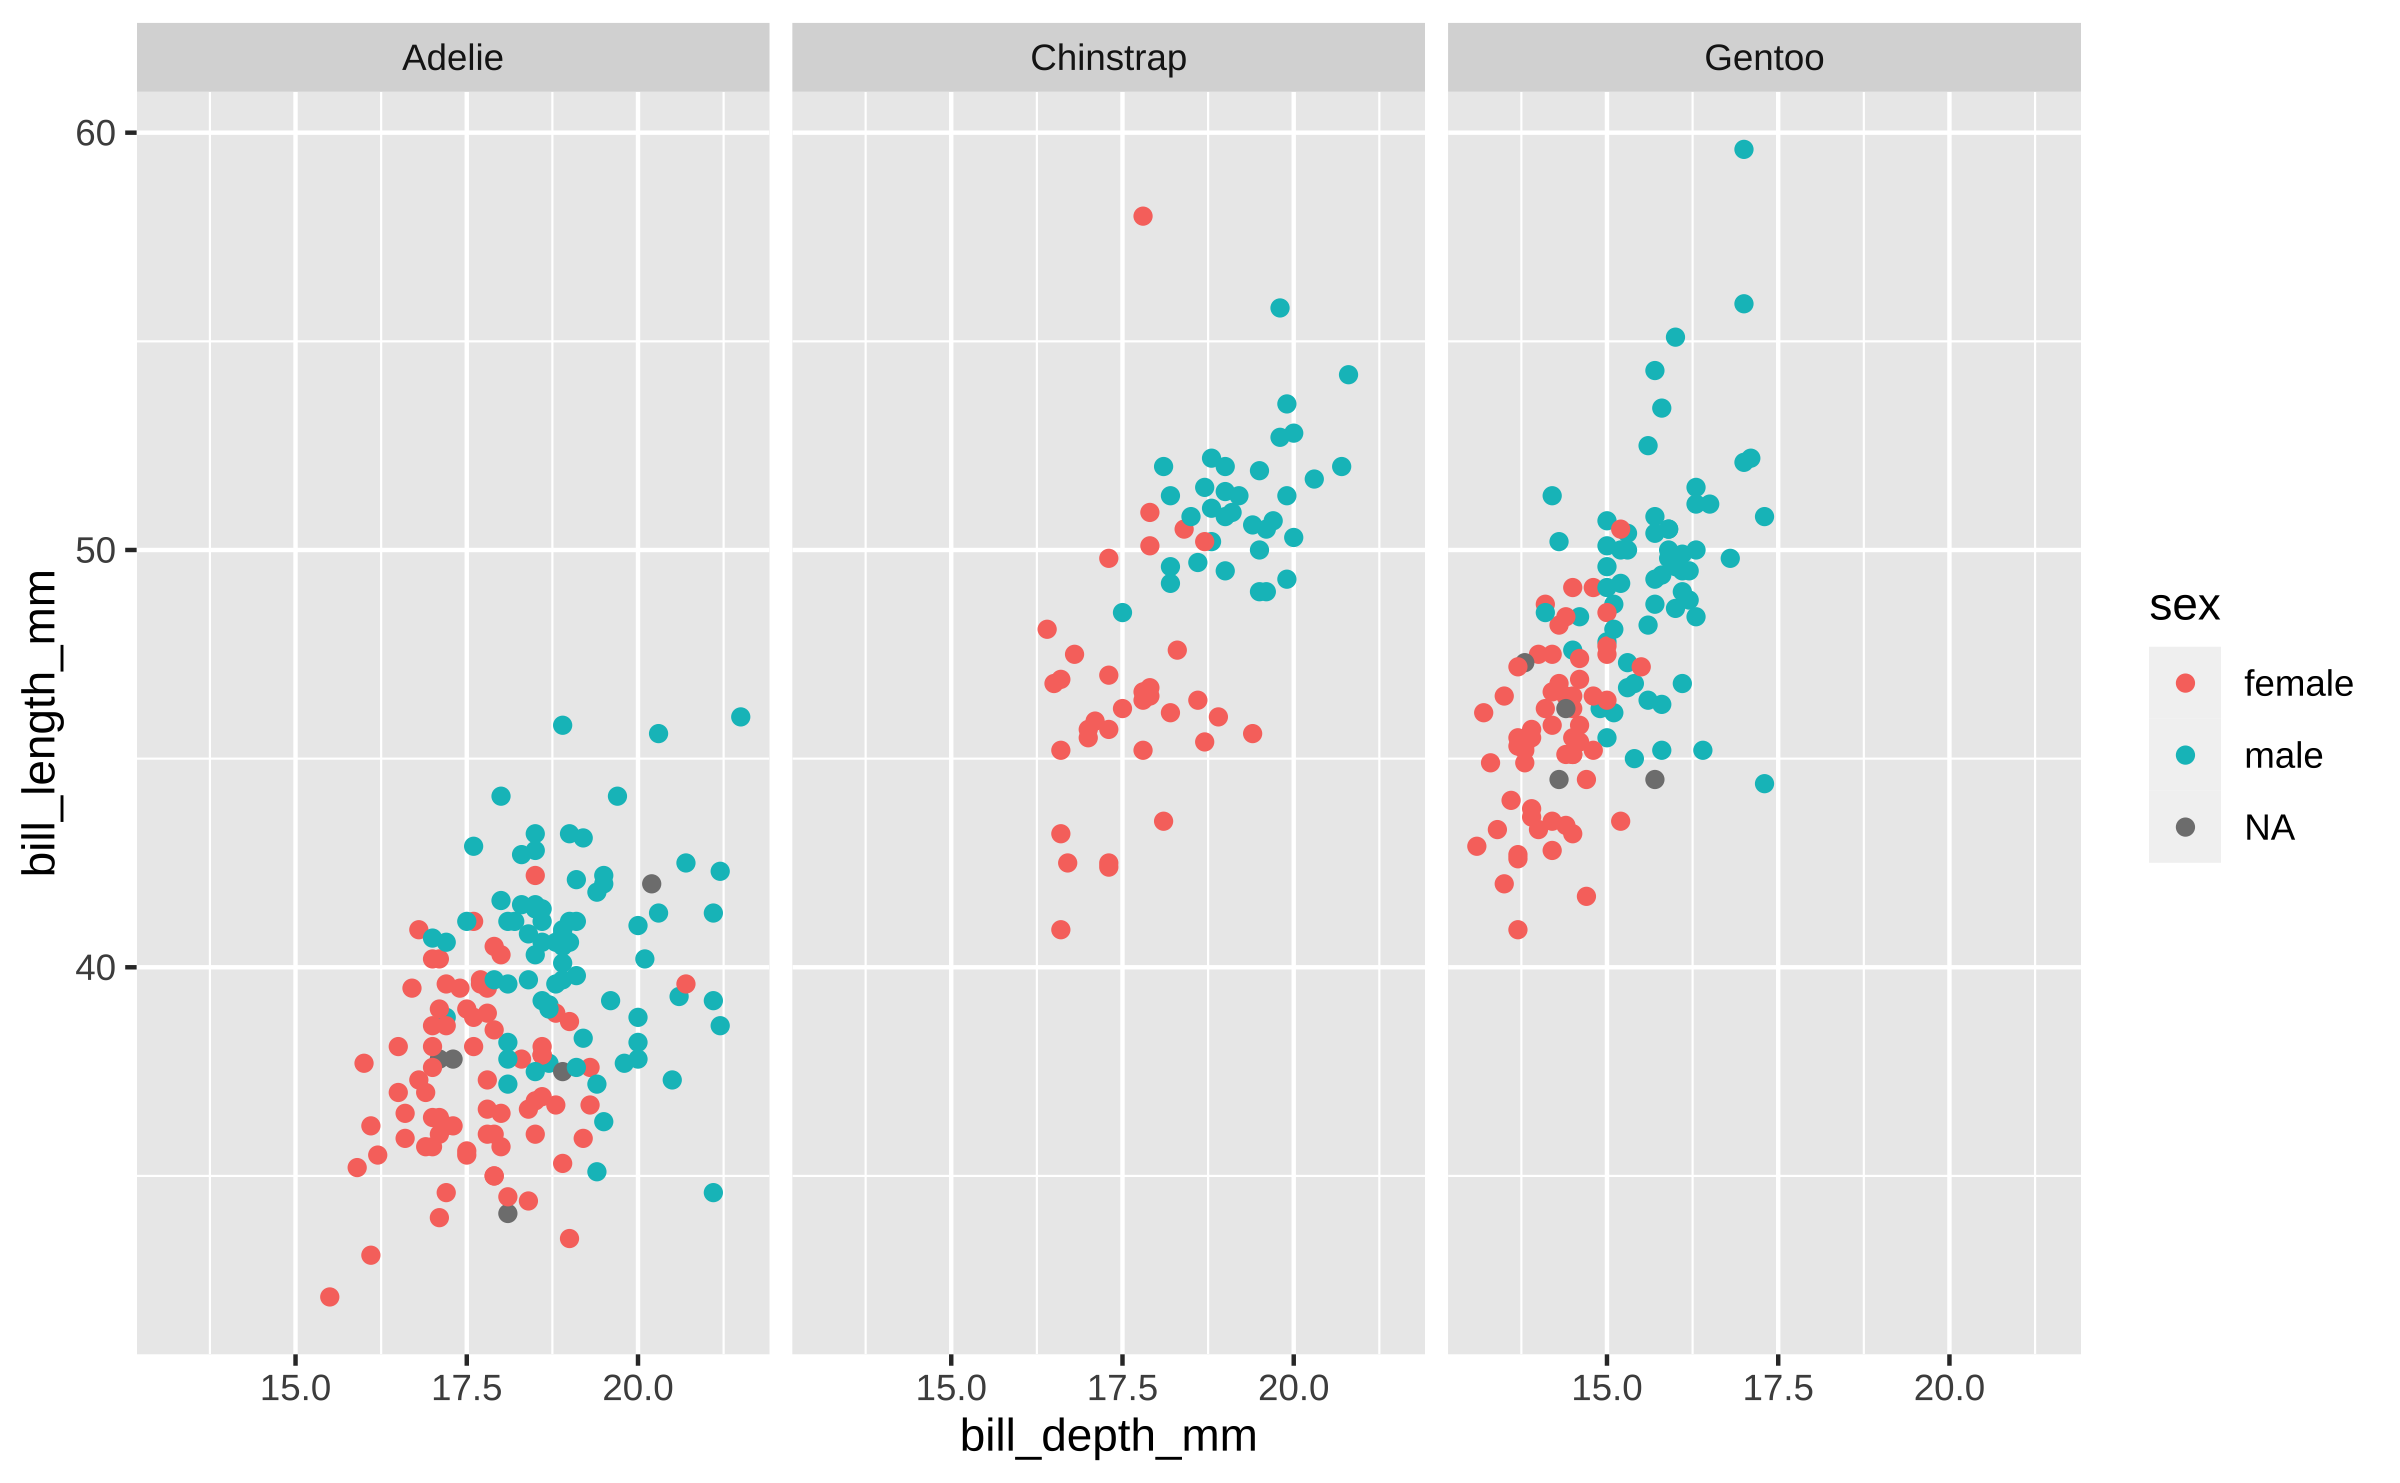 Adelie Chinstrap Gentoo
60
50
40
bill_length_mm
15.0 17.5 20.0 15.0 17.5 20.0 15.0 17.5 20.0
bill_depth_mm
sex
female
male
NA